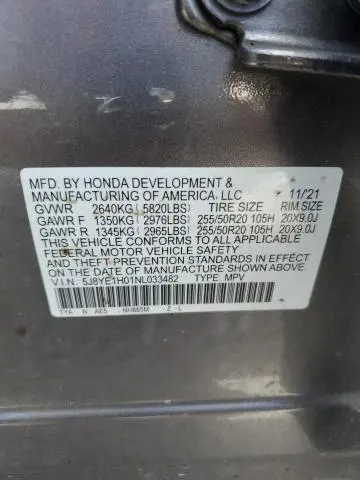 MFD. BY HONDA DEVELOPMENT &
MANUFACTURING OF AMERICA, LLC 11/21
GVWR 2640KG (5820LBS) TIRE SIZE RIM SIZE
GAWR F 1350KG (2976LBS) 255/50R20 105H 20X9.0J
GAWR R 1345KG (2965LBS) 255/50R20 105H 20X9.0J
THIS VEHICLE CONFORMS TO ALL APPLICABLE
FEDERAL MOTOR VEHICLE SAFETY
AND THEFT PREVENTION STANDARDS IN EFFECT
ON THE DATE OF MANUFACTURE SHOWN ABOVE.
V.I.N.: 5J8YE1H01NL033482 TYPE: MPV
TYA N AE5 NH885M -Z-L